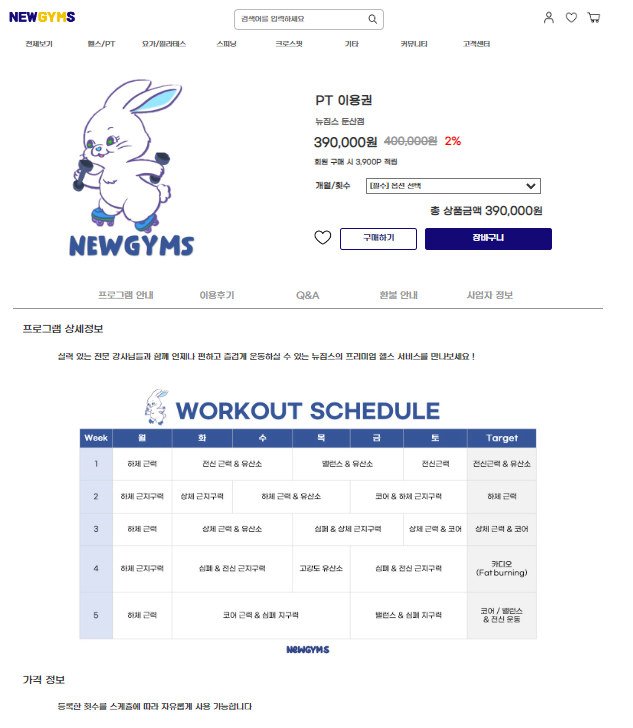 NEWGYMS
검색어를 입력하세요
전체보기 헬스/PT 요가/필라테스 스피닝 크로스핏 기타 커뮤니티 고객센터
PT 이용권
뉴짐스 둔산점
390,000원 400,000원 2%
회원 구매 시 3,900P 적립
개월/횟수 [필수] 옵션 선택
총 상품금액 390,000원
구매하기 장바구니
NEWGYMS
프로그램 안내 이용후기 Q&A 환불 안내 사업자 정보
프로그램 상세정보
실력 있는 전문 강사님들과 함께 언제나 편하고 즐겁게 운동하실 수 있는 뉴짐스의 프리미엄 헬스 서비스를 만나보세요 !
WORKOUT SCHEDULE
Week 월 화 수 목 금 토 Target
1 하체 근력 전신 근력 & 유산소 밸런스 & 유산소 전신근력 전신근력 & 유산소
2 하체 근지구력 상체 근지구력 하체 근력 & 유산소 코어 & 하체 근지구력 하체 근력
3 하체 근력 상체 근력 & 유산소 심폐 & 상체 근지구력 상체 근력 & 코어 상체 근력 & 코어
4 하체 근지구력 심폐 & 전신 근지구력 고강도 유산소 심폐 & 전신 근지구력 카디오
(Fat burning)
5 하체 근력 코어 근력 & 심폐 지구력 밸런스 & 심폐 지구력 코어 / 밸런스
& 전신 운동
NEWGYMS
가격 정보
등록한 횟수를 스케줄에 따라 자유롭게 사용 가능합니다